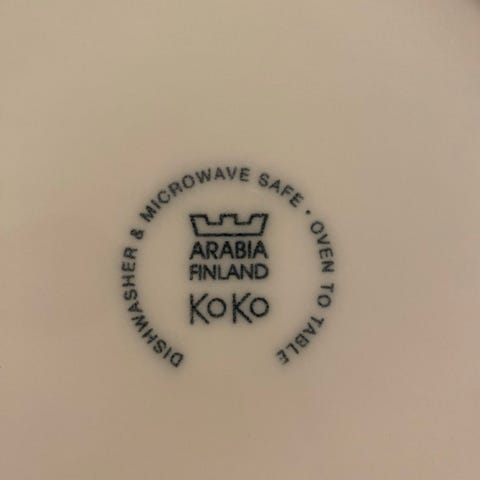 DISHWASHER & MICROWAVE SAFE · OVEN TO TABLE
ARABIA
FINLAND
KoKo